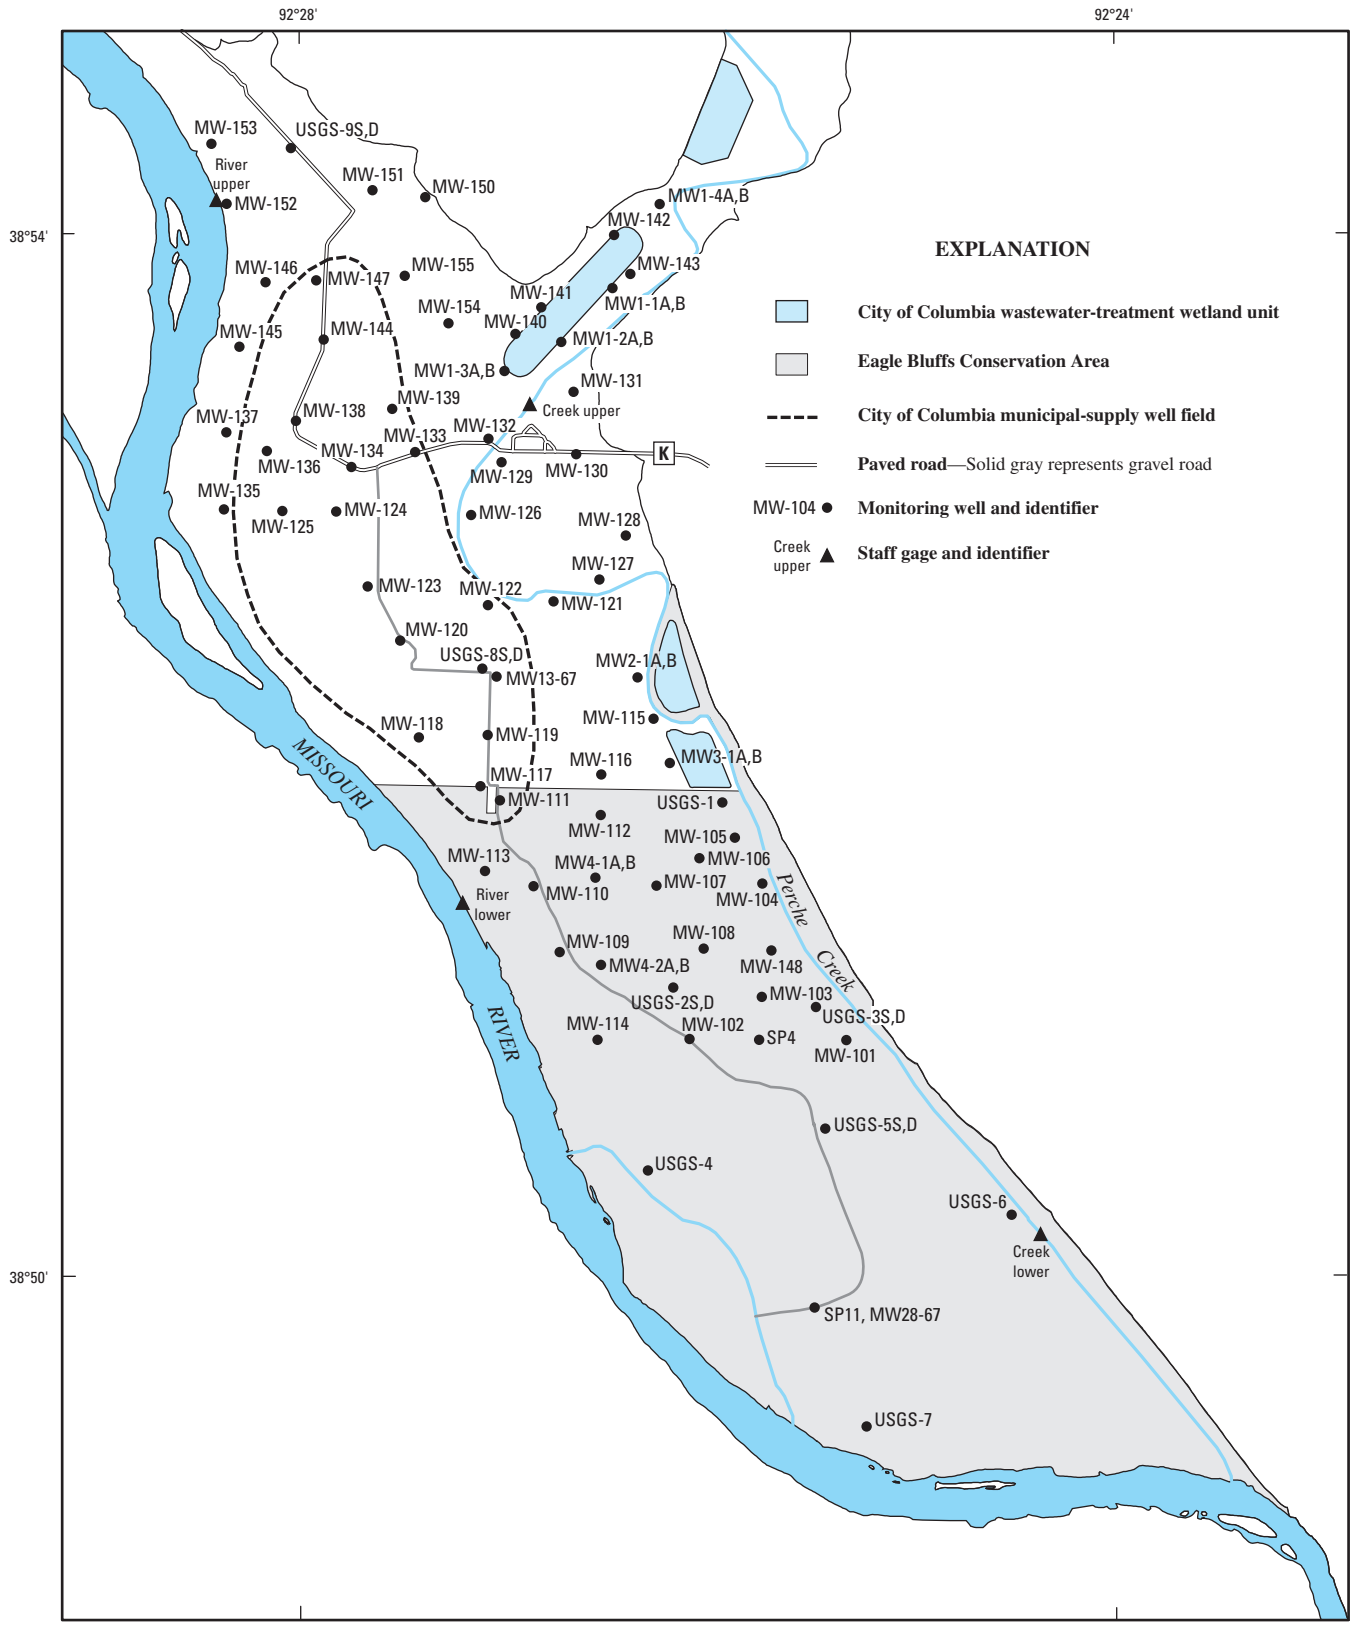 92°28'
92°24'
MW-153
USGS-9S,D
River
upper
MW-151
MW-150
MW-152
MW1-4A,B
MW-142
38°54'
EXPLANATION
MW-146
MW-147
MW-155
MW-143
MW-141
MW1-1A,B
MW-154
MW-140
City of Columbia wastewater-treatment wetland unit
MW-145
MW-144
MW1-2A,B
Eagle Bluffs Conservation Area
MW1-3A,B
MW-131
MW-139
Creek upper
MW-137
MW-138
City of Columbia municipal-supply well field
MW-132
MW-133
MW-134
K
MW-136
MW-129
MW-130
Paved road—Solid gray represents gravel road
MW-135
MW-124
MW-126
MW-125
MW-128
MW-104
Monitoring well and identifier
Creek
upper
Staff gage and identifier
MW-127
MW-123
MW-122
MW-121
MW-120
USGS-8S,D
MW13-67
MW2-1A,B
MW-118
MW-119
MW-115
MISSOURI
MW-116
MW3-1A,B
MW-117
MW-111
USGS-1
MW-112
MW-105
MW-113
MW4-1A,B
MW-106
River
lower
MW-110
MW-107
MW-104
Perche
MW-109
MW-108
MW4-2A,B
MW-148
Creek
USGS-2S,D
MW-103
RIVER
USGS-3S,D
MW-114
MW-102
SP4
MW-101
USGS-5S,D
USGS-4
USGS-6
Creek
lower
38°50'
SP11, MW28-67
USGS-7